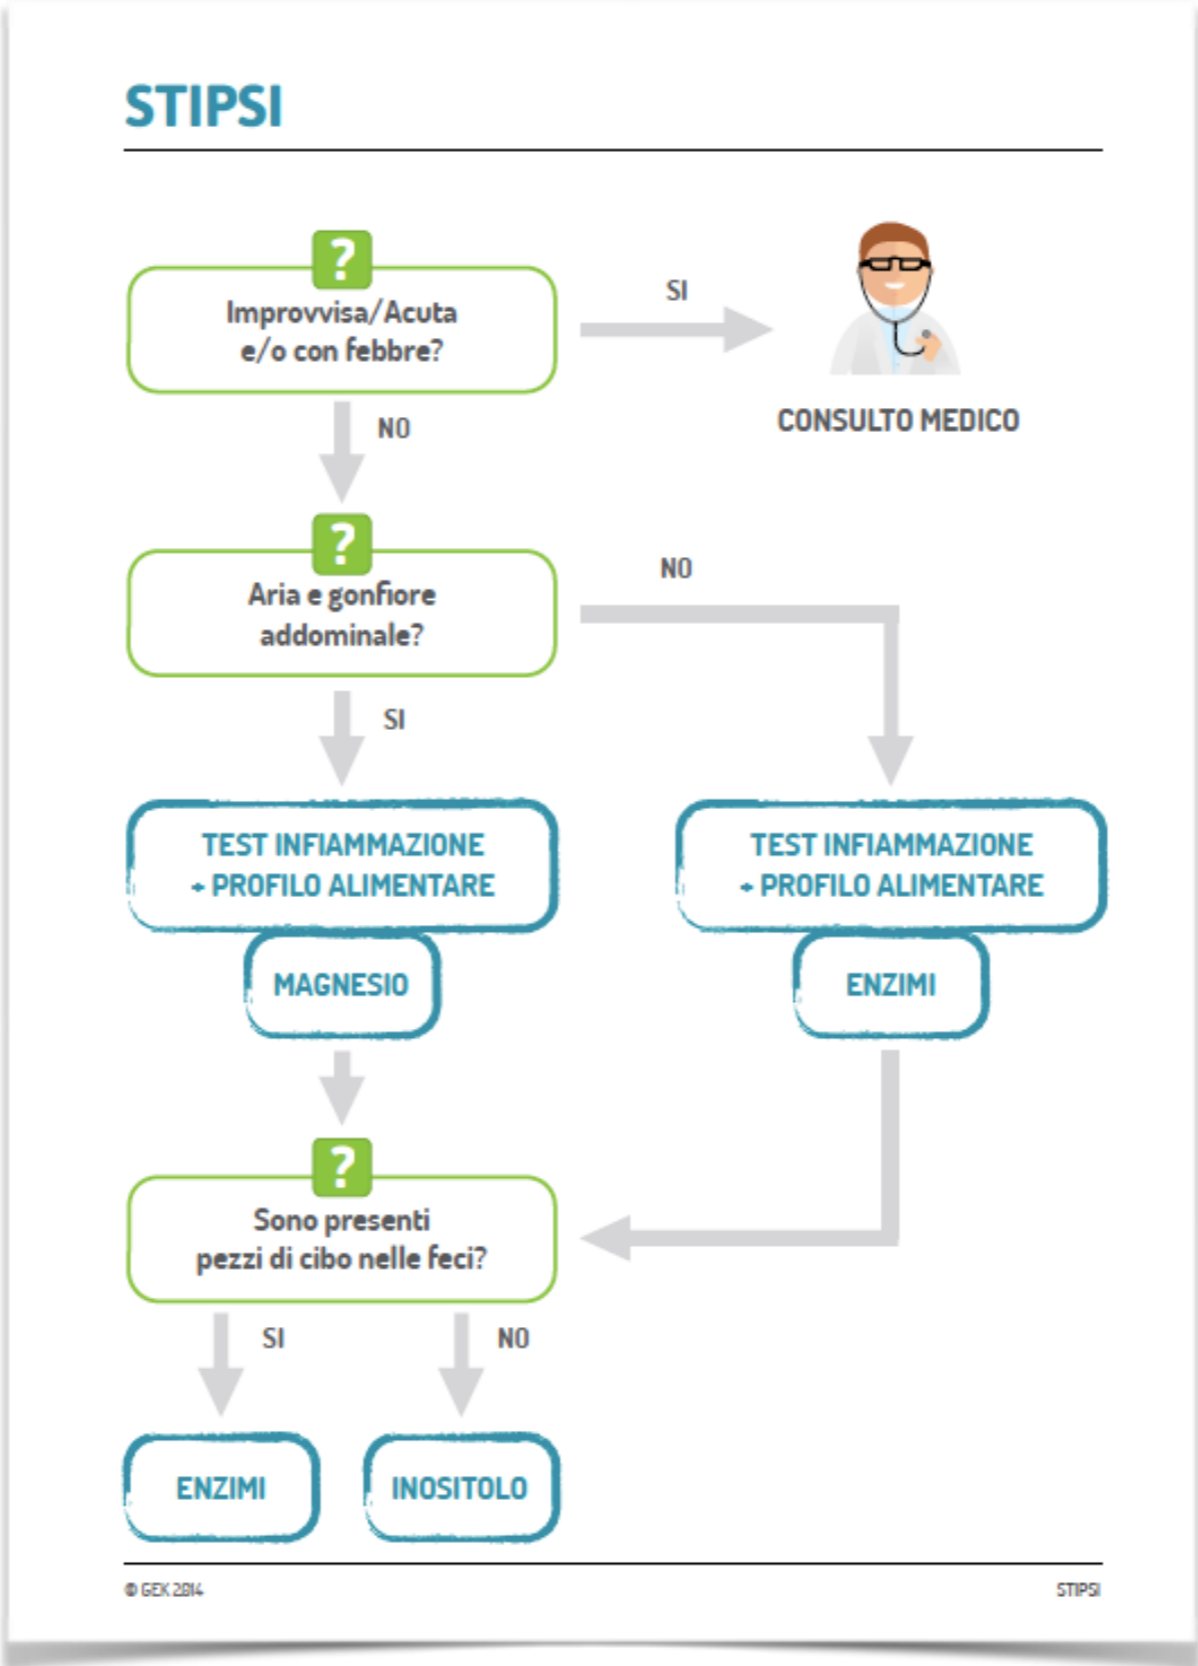 STIPSI
?
Improvvisa/Acuta
e/o con febbre?
SI
CONSULTO MEDICO
NO
?
Aria e gonfiore
addominale?
NO
SI
TEST INFIAMMAZIONE
+ PROFILO ALIMENTARE
MAGNESIO
TEST INFIAMMAZIONE
+ PROFILO ALIMENTARE
ENZIMI
?
Sono presenti
pezzi di cibo nelle feci?
SI
NO
ENZIMI
INOSITOLO
© GEK 2014
STIPSI